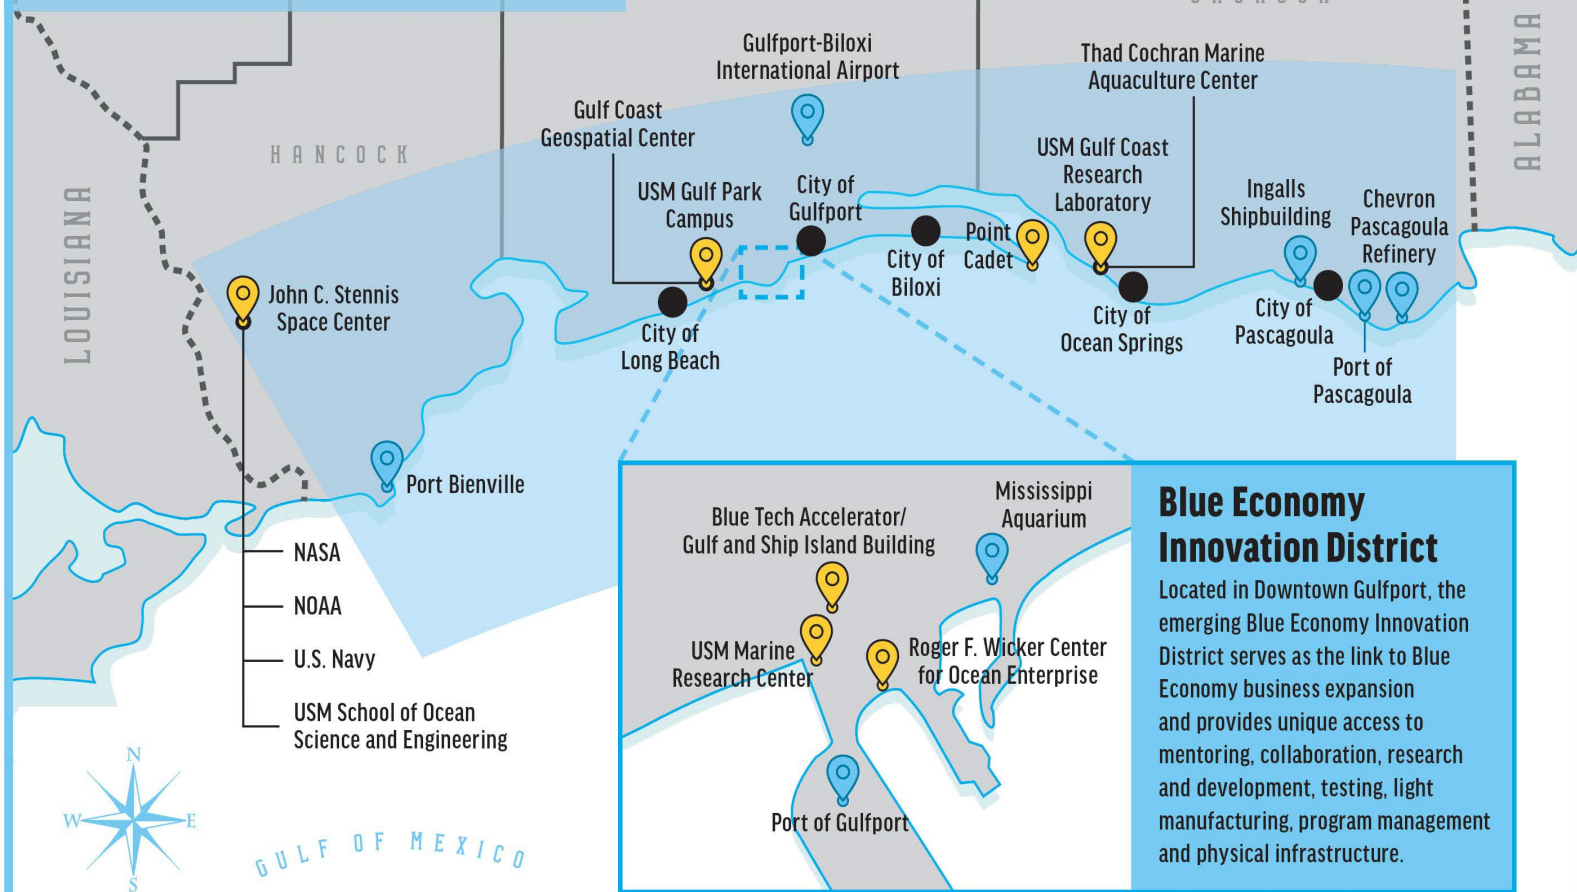 Gulfport-Biloxi
International Airport
Thad Cochran Marine
Aquaculture Center
ALABAMA
Gulf Coast
Geospatial Center
HANCOCK
USM Gulf Coast
Research
Laboratory
USM Gulf Park
Campus
City of
Gulfport
Ingalls
Shipbuilding
Chevron
Pascagoula
Refinery
LOUISIANA
Point
Cadet
City of
Biloxi
John C. Stennis
Space Center
City of
Long Beach
City of
Ocean Springs
City of
Pascagoula
Port of
Pascagoula
Port Bienville
NASA
NOAA
U.S. Navy
USM School of Ocean
Science and Engineering
Mississippi
Aquarium
Blue Tech Accelerator/
Gulf and Ship Island Building
USM Marine
Research Center
Roger F. Wicker Center
for Ocean Enterprise
Port of Gulfport
Blue Economy
Innovation District
Located in Downtown Gulfport, the
emerging Blue Economy Innovation
District serves as the link to Blue
Economy business expansion
and provides unique access to
mentoring, collaboration, research
and development, testing, light
manufacturing, program management
and physical infrastructure.
N
W
E
S
GULF OF MEXICO